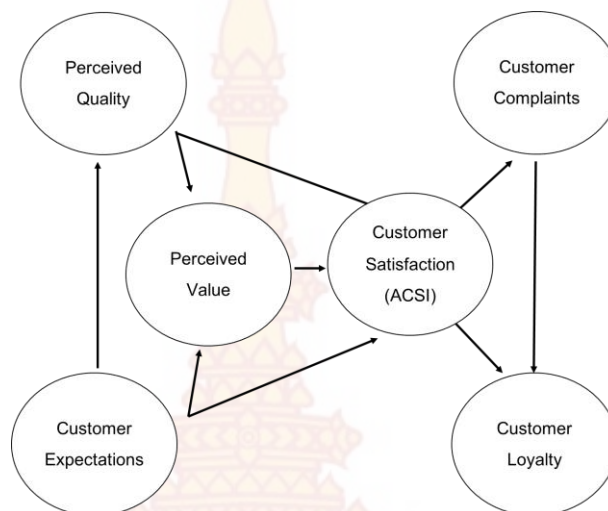 Perceived
Quality
Customer
Complaints
Perceived
Value
Customer
Satisfaction
(ACSI)
Customer
Expectations
Customer
Loyalty